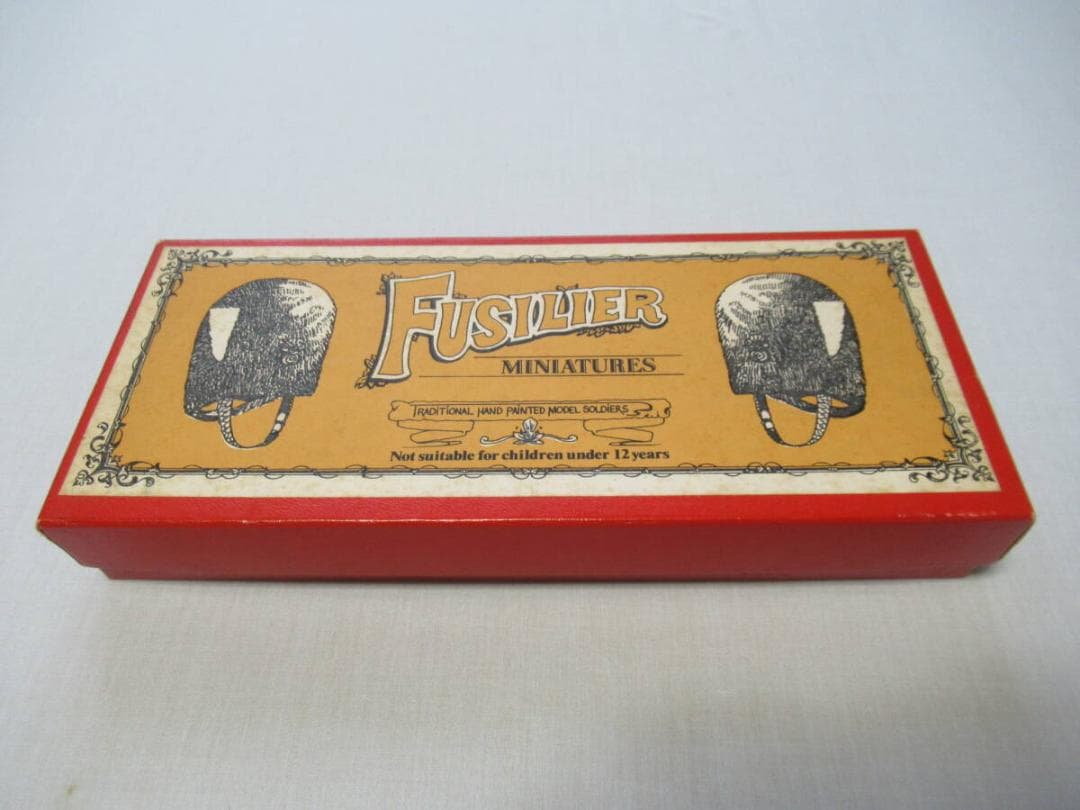 FUSILIER
MINIATURES
TRADITIONAL HAND PAINTED MODEL SOLDIERS
Not suitable for children under 12 years